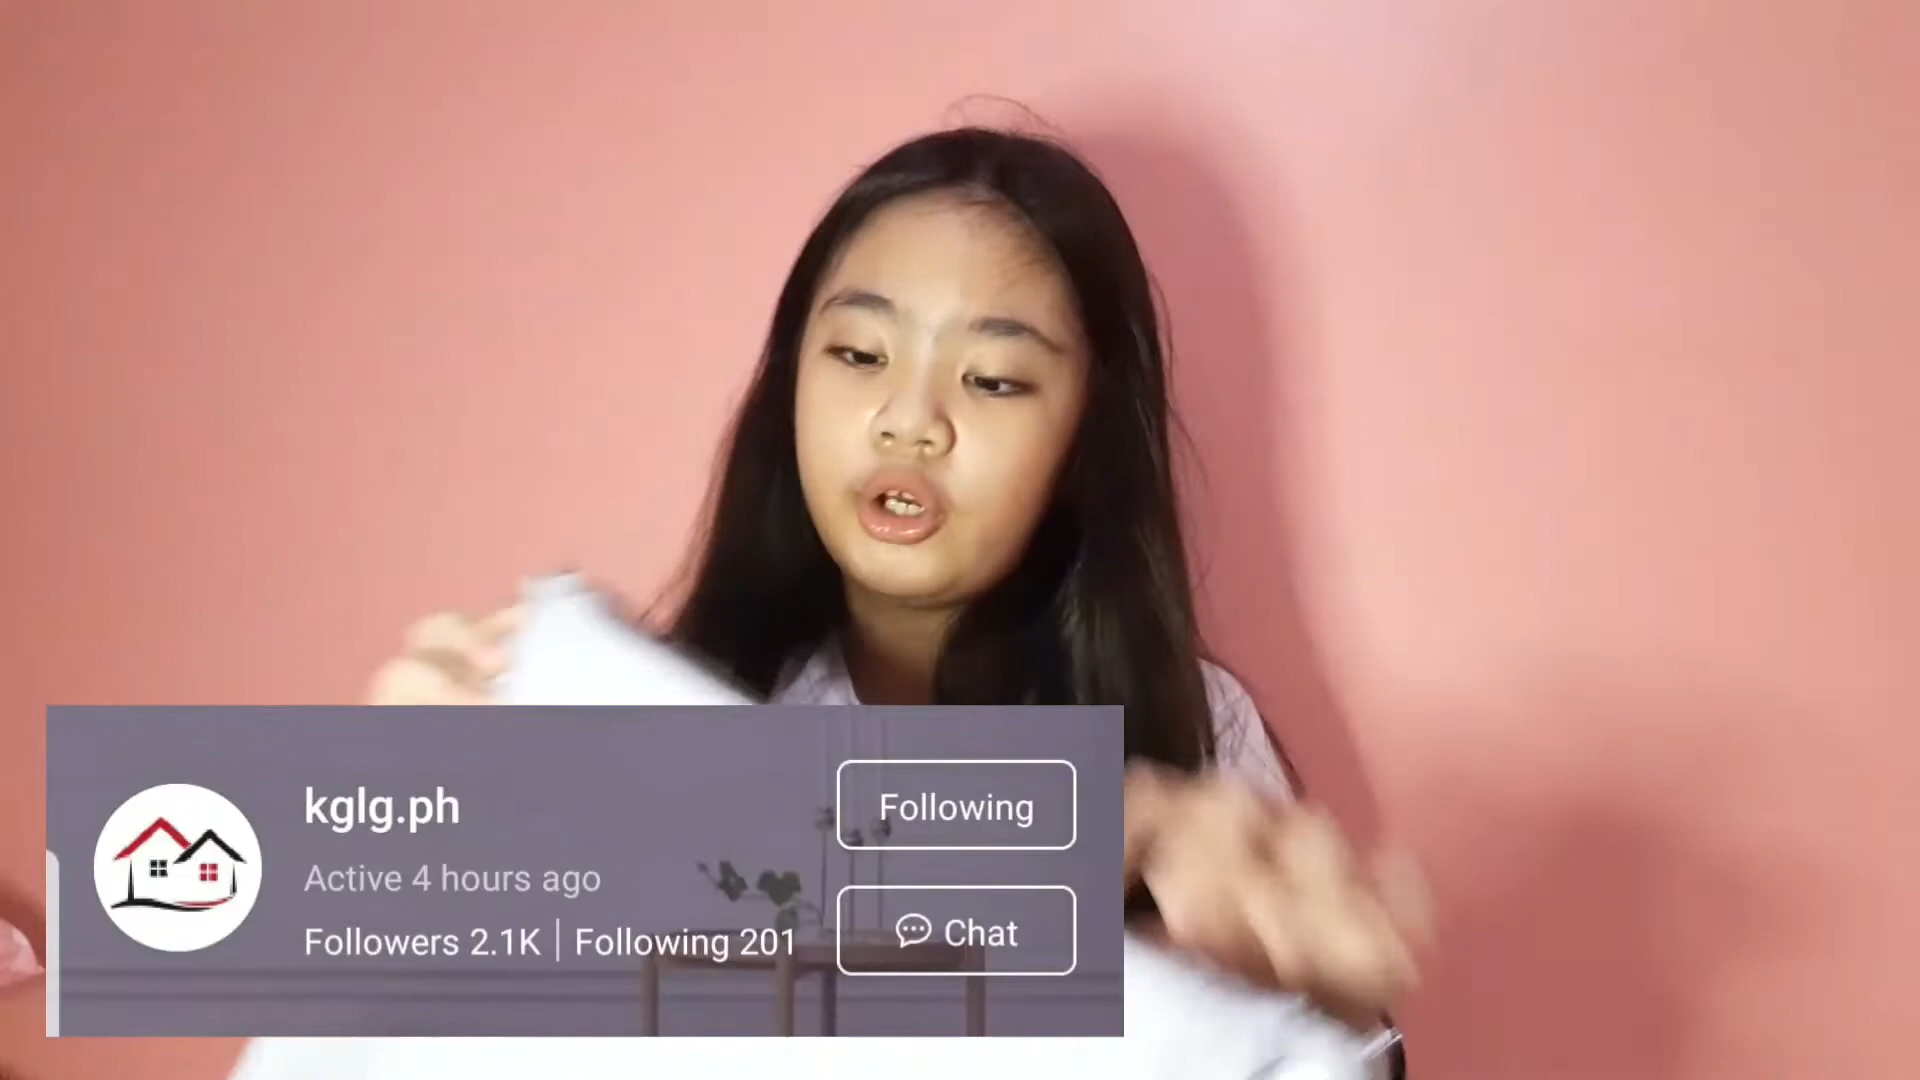 kglg.ph
Active 4 hours ago
Followers 2.1K | Following 201
Following
Chat